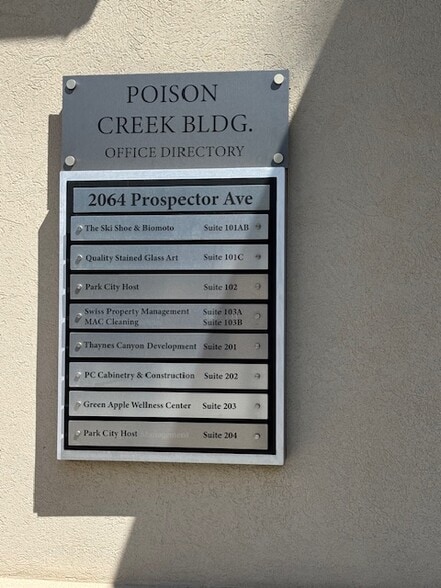 POISON
CREEK BLDG.
OFFICE DIRECTORY
2064 Prospector Ave
The Ski Shoe & Biomoto Suite 101AB
Quality Stained Glass Art Suite 101C
Park City Host Suite 102
Swiss Property Management Suite 103A
MAC Cleaning Suite 103B
Thaynes Canyon Development Suite 201
PC Cabinetry & Construction Suite 202
Green Apple Wellness Center Suite 203
Park City Host Suite 204